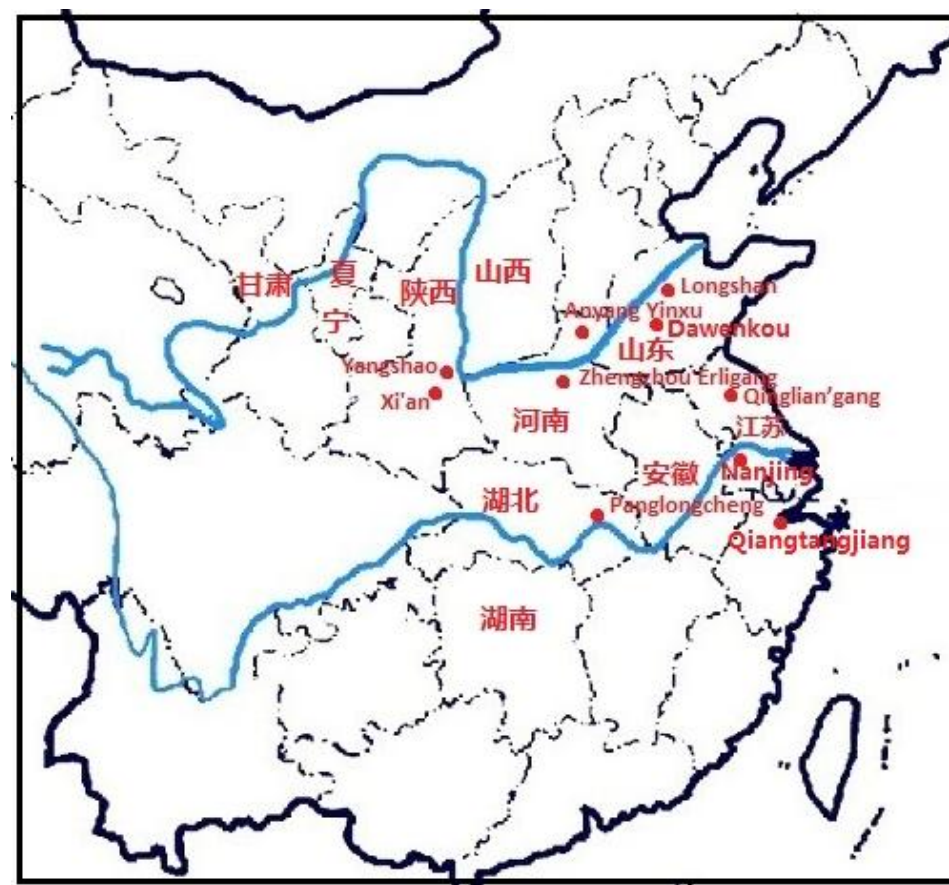 甘肃
夏
宁
陕西
山西
Longshan
Anyang Yinxu
Dawenkou
山东
Yangshao
Zhengzhou Erligang
Xi'an
Qinglian'gang
河南
江苏
安徽
Nanjing
湖北
Panglongcheng
Qiangtangjiang
湖南